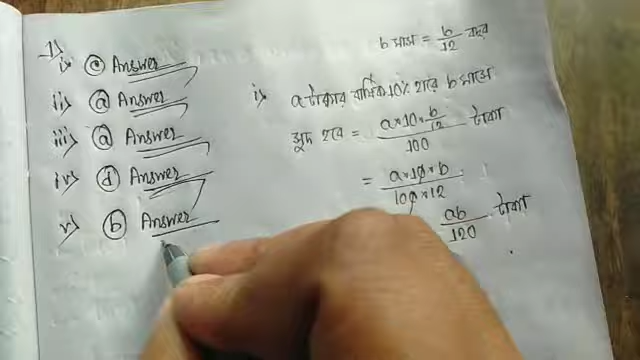 1)
i) ⓒ Answer
ii) ⓐ Answer
iii) ⓐ Answer
iv) ⓓ Answer
v) ⓑ Answer
b মাস = b/12 বছর
i) a টাকার বার্ষিক 10% হারে b মাসে
সুদ হবে = a×10×b/12 / 100 টাকা
= a×10×b / 100×12
ab/120 টাকা